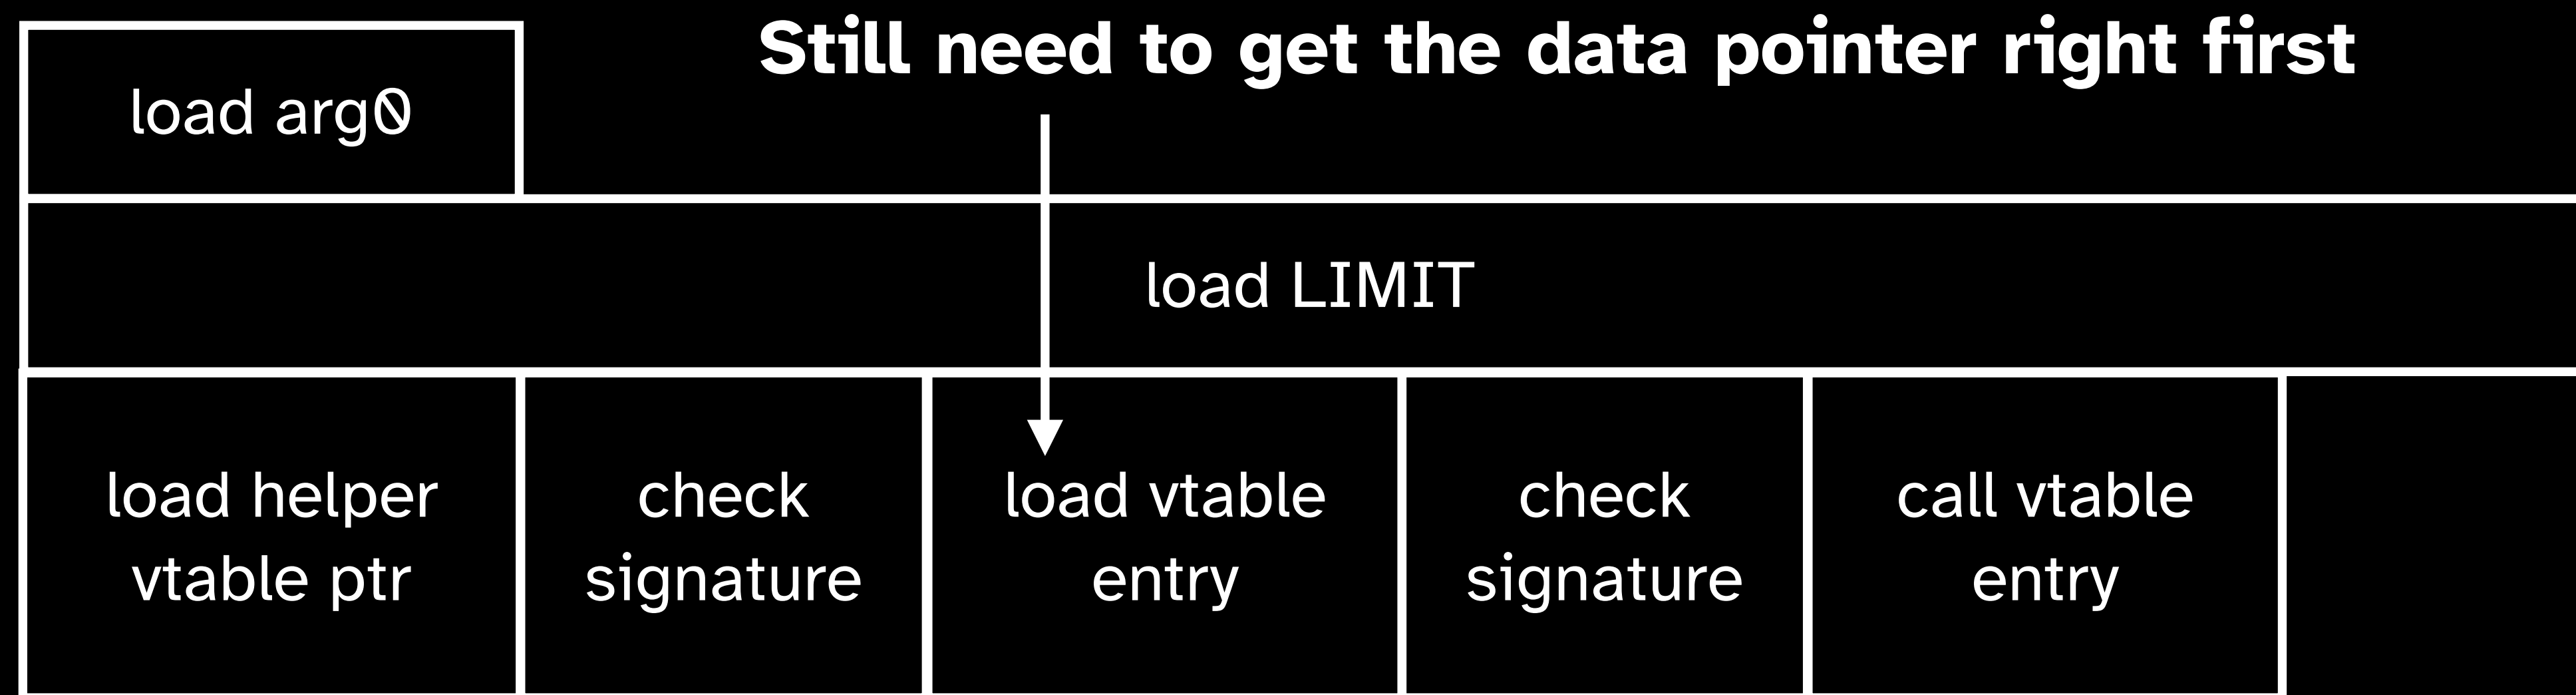 Still need to get the data pointer right first
load arg0
load LIMIT
load helper
vtable ptr
check
signature
load vtable
entry
check
signature
call vtable
entry